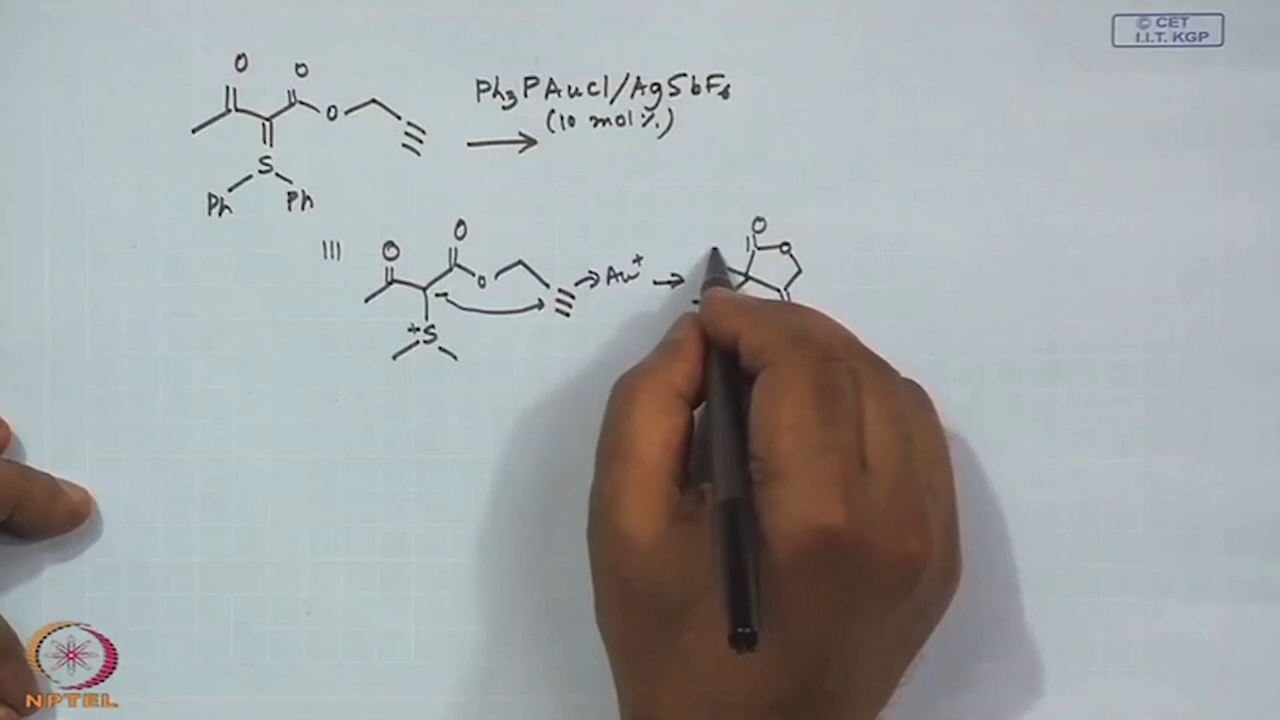 © CET
I.I.T. KGP
O O
Ph3PAuCl/AgSbF6
(10 mol%)
O
S
Ph Ph
O
O
O
Au+
O
O
+S
-
NPTEL